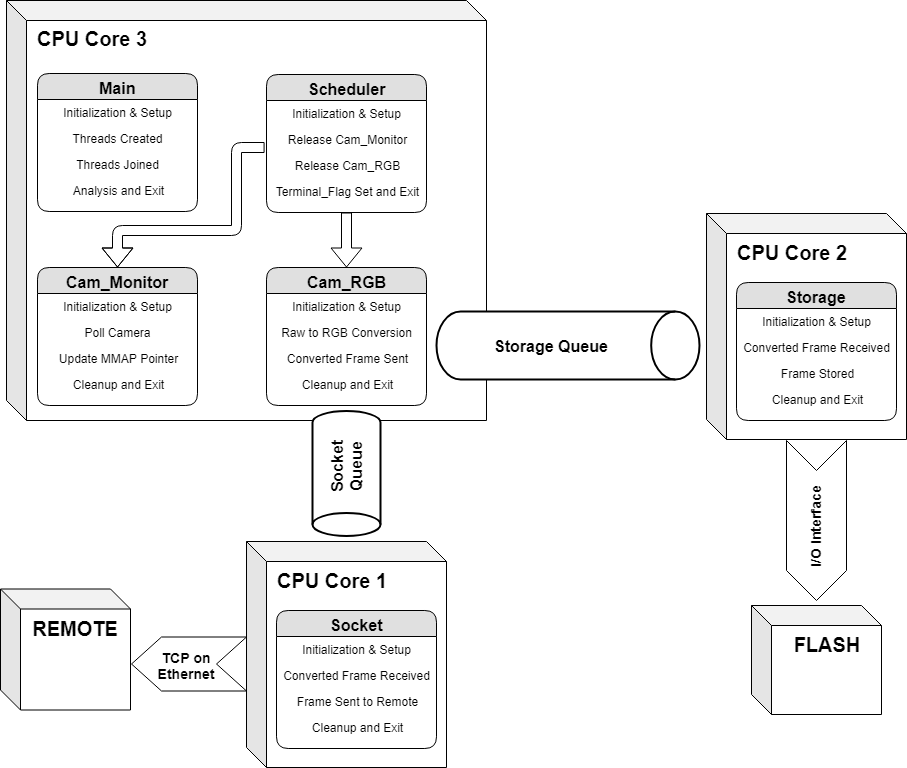 CPU Core 3
Main
Initialization & Setup
Threads Created
Threads Joined
Analysis and Exit
Scheduler
Initialization & Setup
Release Cam_Monitor
Release Cam_RGB
Terminal_Flag Set and Exit
Cam_Monitor
Initialization & Setup
Poll Camera
Update MMAP Pointer
Cleanup and Exit
Cam_RGB
Initialization & Setup
Raw to RGB Conversion
Converted Frame Sent
Cleanup and Exit
Storage Queue
CPU Core 2
Storage
Initialization & Setup
Converted Frame Received
Frame Stored
Cleanup and Exit
Socket
Queue
I/O Interface
CPU Core 1
Socket
Initialization & Setup
Converted Frame Received
Frame Sent to Remote
Cleanup and Exit
REMOTE
TCP on
Ethernet
FLASH